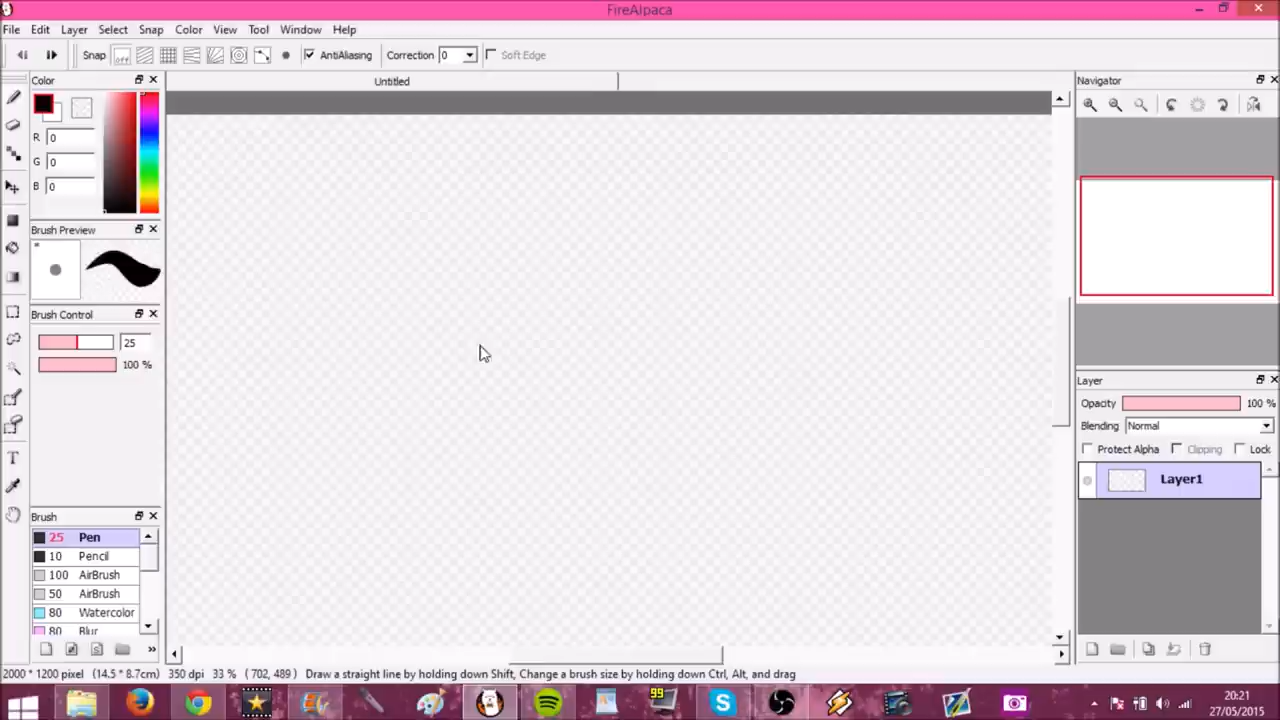 FireAlpaca
File Edit Layer Select Snap Color View Tool Window Help
Snap off AntiAliasing Correction 0 Soft Edge
Color
Untitled
Navigator
R 0
G 0
B 0
Brush Preview
*
Brush Control
25
100 %
Layer
Opacity 100 %
Blending Normal
Protect Alpha Clipping Lock
Layer1
T
Brush
25 Pen
10 Pencil
100 AirBrush
50 AirBrush
80 Watercolor
80 Blur
2000 * 1200 pixel (14.5 * 8.7cm) 350 dpi 33 % ( 702, 489 ) Draw a straight line by holding down Shift, Change a brush size by holding down Ctrl, Alt, and drag
99
20:21
27/05/2015